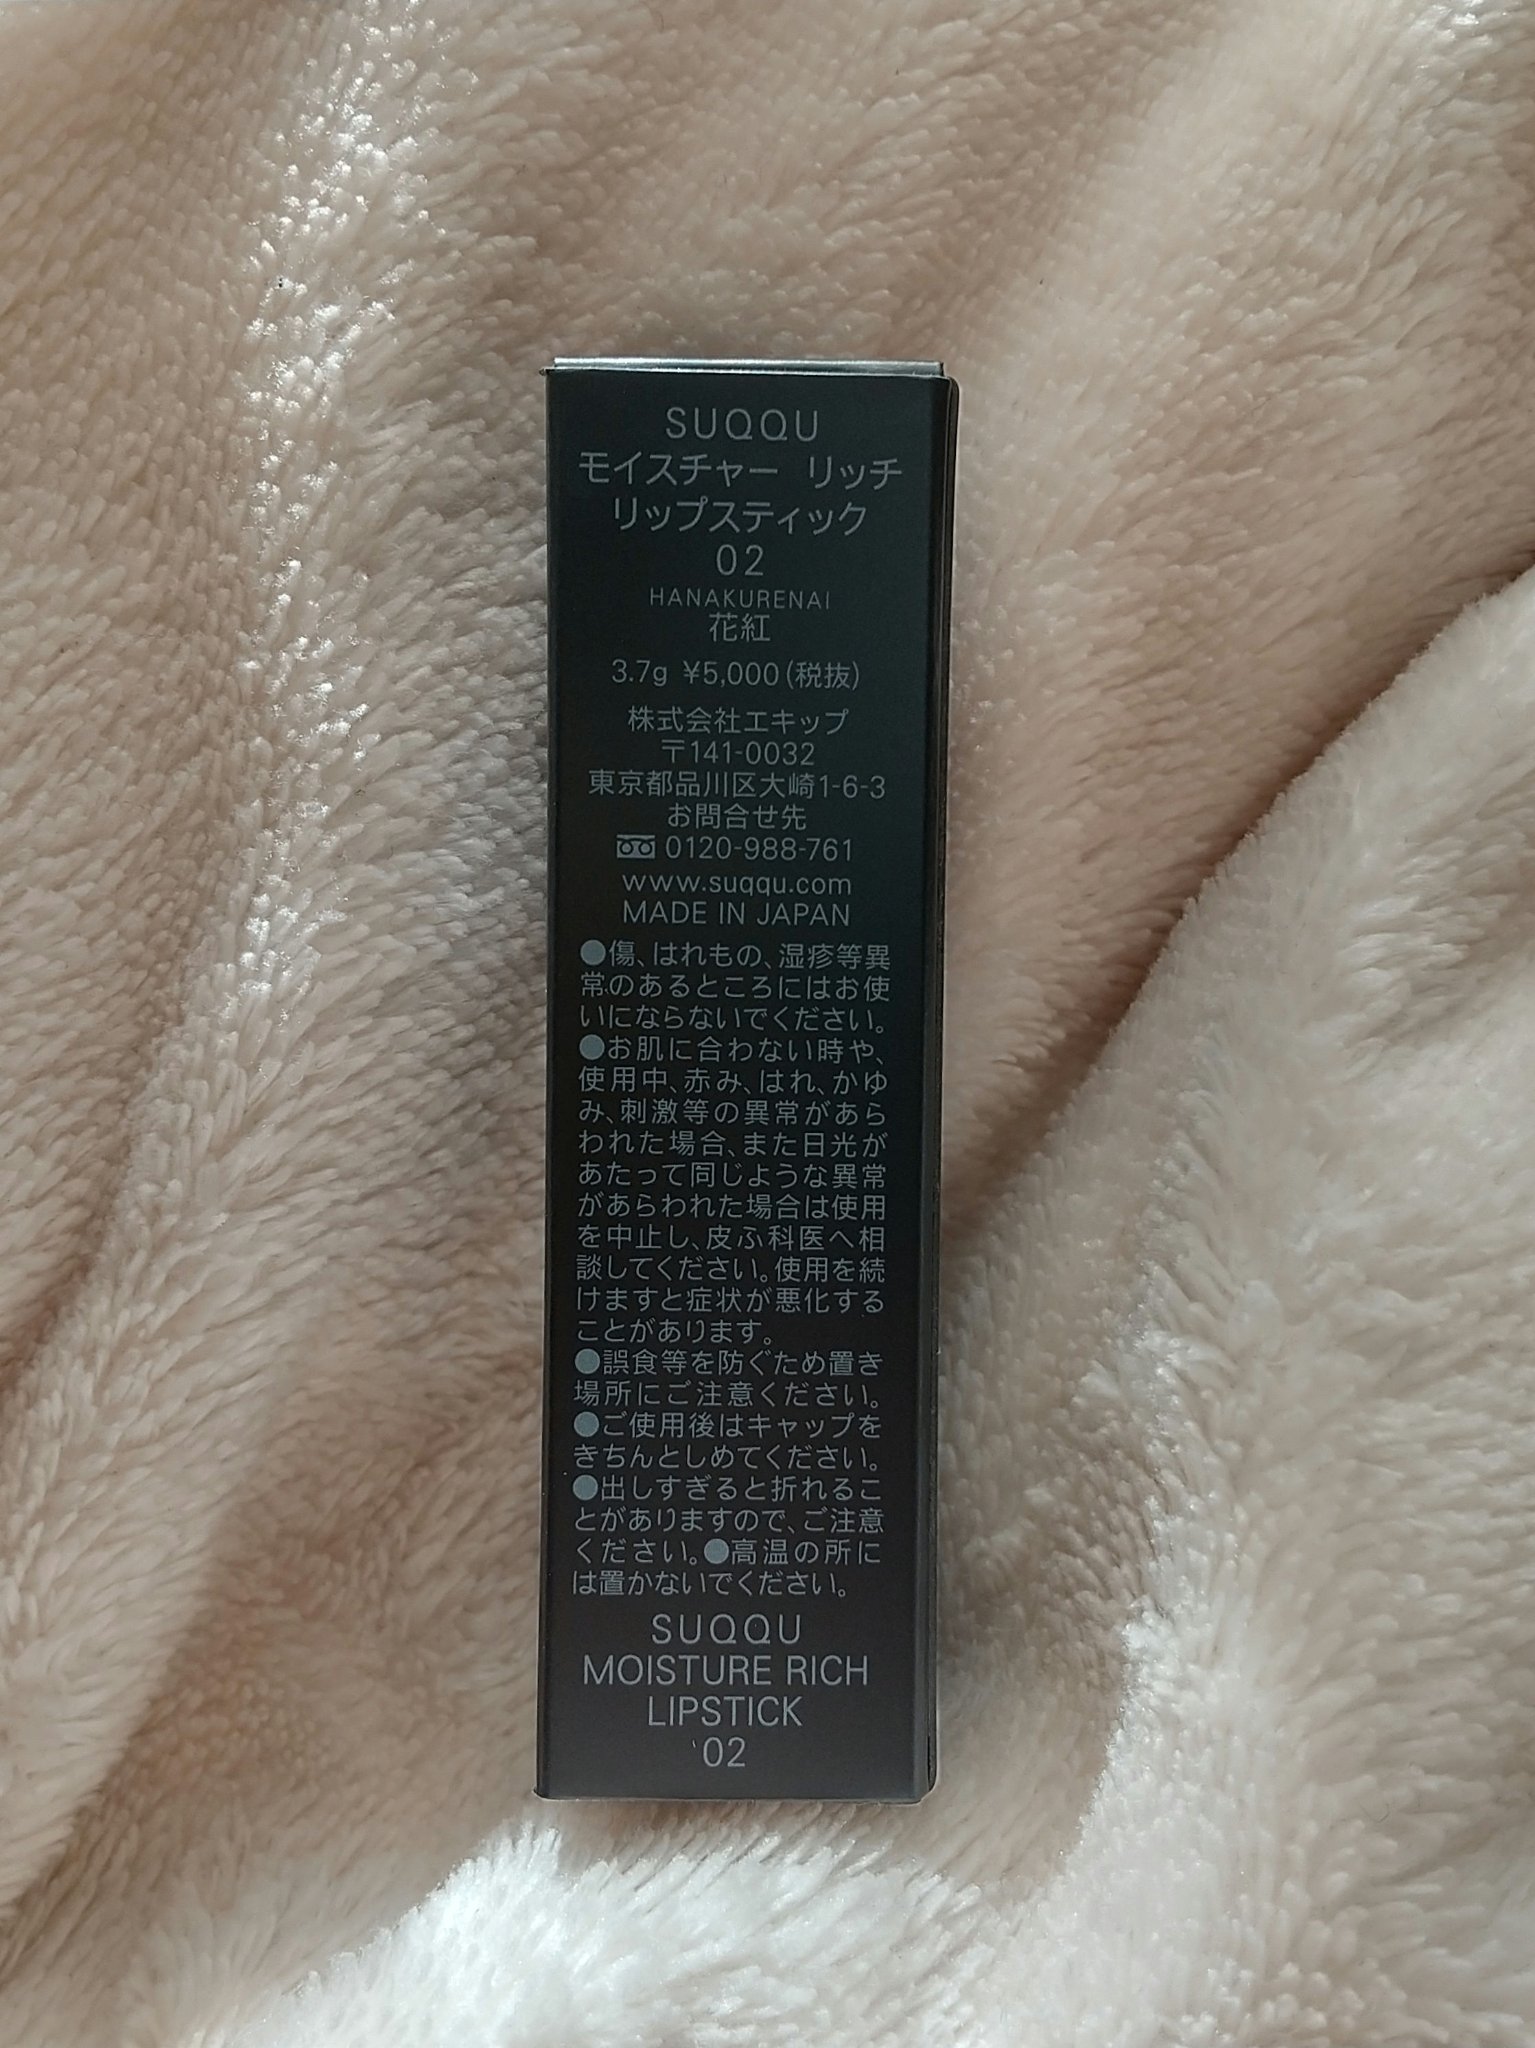 SUQQU
モイスチャー リッチ
リップスティック
02
HANAKURENAI
花紅
3.7g ¥5,000(税抜)
株式会社エキップ
〒141-0032
東京都品川区大崎1-6-3
お問合せ先
0120-988-761
www.suqqu.com
MADE IN JAPAN
●傷、はれもの、湿疹等異
常のあるところにはお使
いにならないでください。
●お肌に合わない時や、
使用中、赤み、はれ、かゆ
み、刺激等の異常があら
われた場合、また日光が
あたって同じような異常
があらわれた場合は使用
を中止し、皮ふ科医へ相
談してください。使用を続
けますと症状が悪化する
ことがあります。
●誤食等を防ぐため置き
場所にご注意ください。
●ご使用後はキャップを
きちんとしめてください。
●出しすぎると折れるこ
とがありますので、ご注意
ください。●高温の所に
は置かないでください。
SUQQU
MOISTURE RICH
LIPSTICK
02